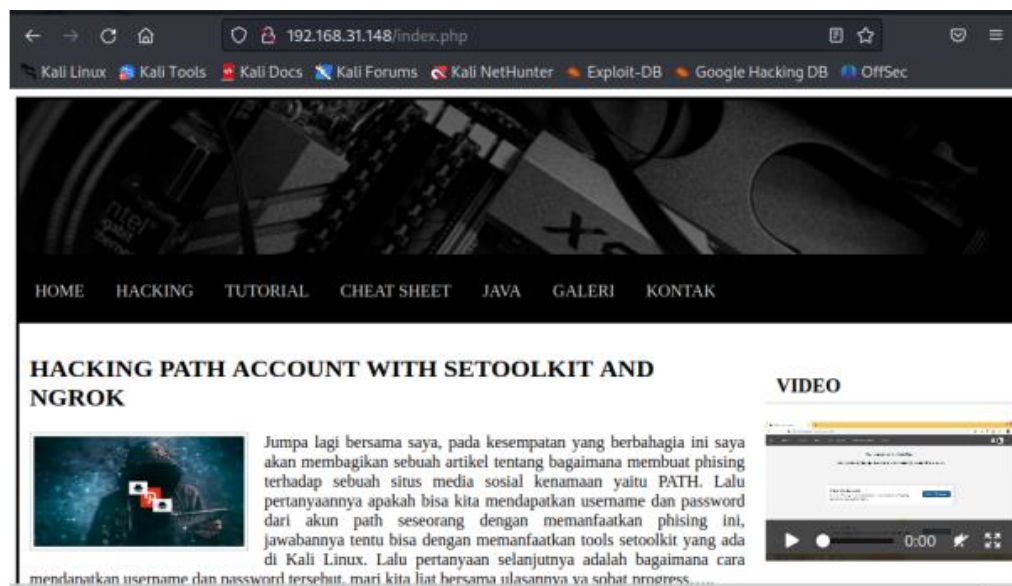 192.168.31.148/index.php
Kali Linux Kali Tools Kali Docs Kali Forums Kali NetHunter Exploit-DB Google Hacking DB OffSec
HOME HACKING TUTORIAL CHEAT SHEET JAVA GALERI KONTAK
HACKING PATH ACCOUNT WITH SETOOLKIT AND
NGROK
Jumpa lagi bersama saya, pada kesempatan yang berbahagia ini saya
akan membagikan sebuah artikel tentang bagaimana membuat phising
terhadap sebuah situs media sosial kenamaan yaitu PATH. Lalu
pertanyaannya apakah bisa kita mendapatkan username dan password
dari akun path seseorang dengan memanfaatkan phising ini,
jawabannya tentu bisa dengan memanfaatkan tools setoolkit yang ada
di Kali Linux. Lalu pertanyaan selanjutnya adalah bagaimana cara
mendapatkan username dan password tersebut, mari kita liat bersama ulasannya ya sobat progress.....
VIDEO
0:00